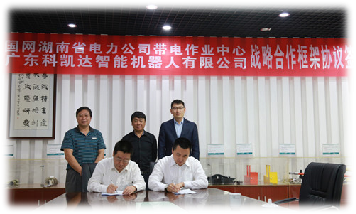 国网湖南省电力公司带电作业中心
广东科凯达智能机器人有限公司
战略合作框架协议